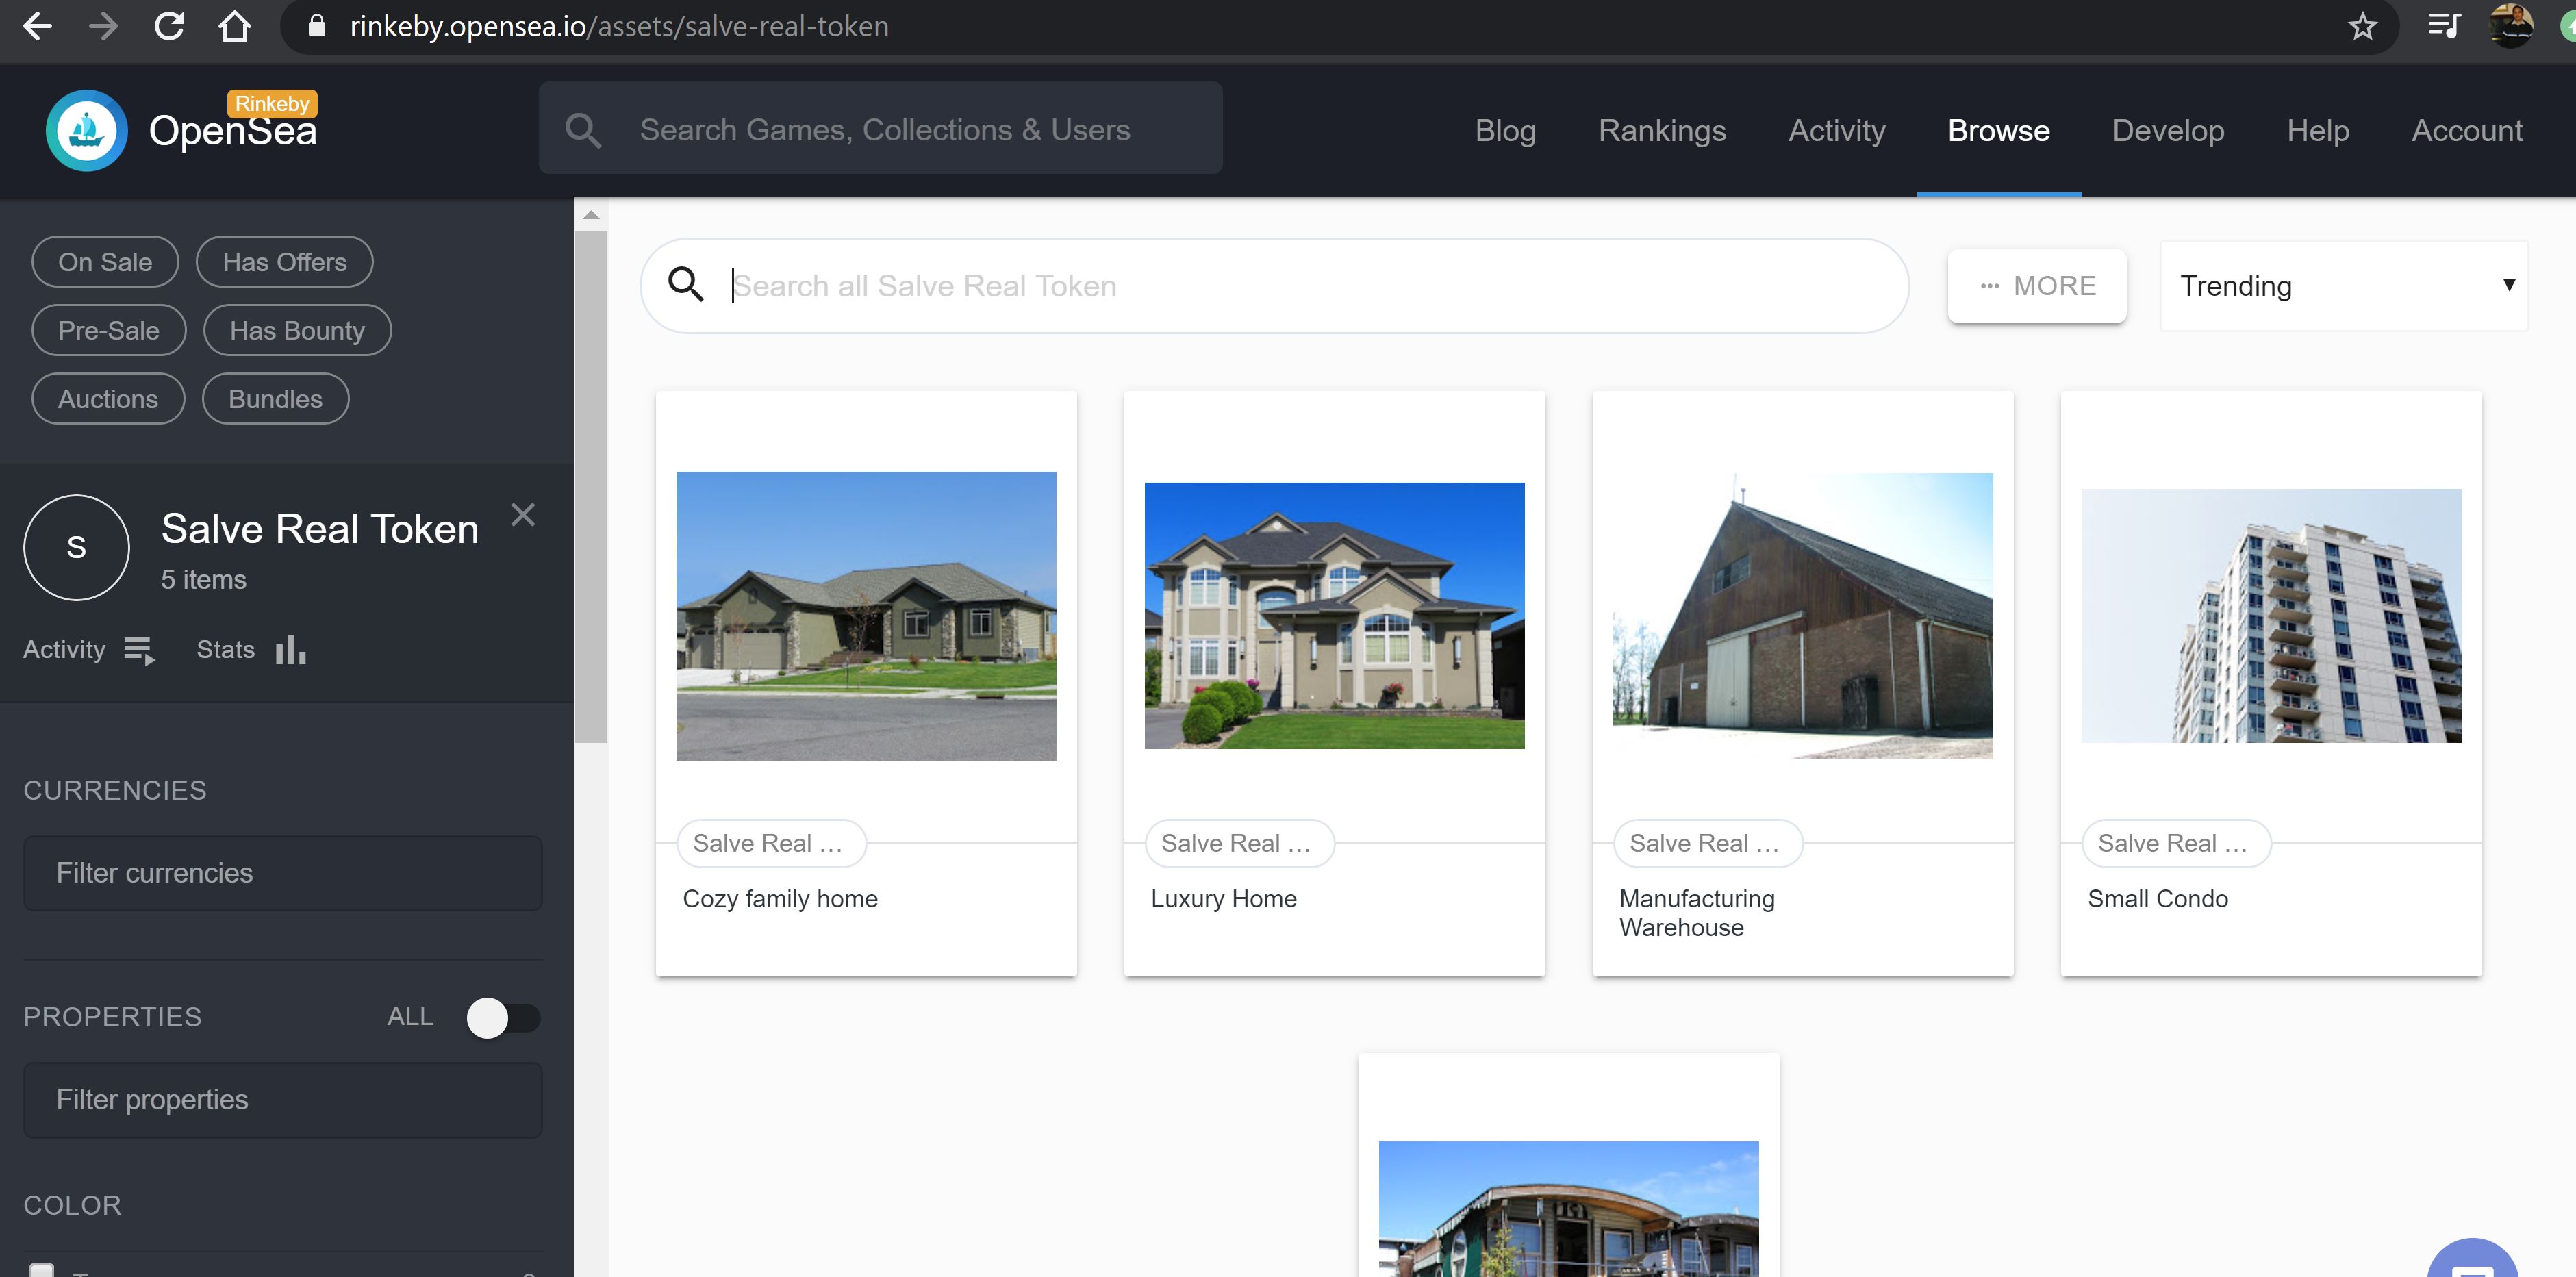 rinkeby.opensea.io/assets/salve-real-token
Rinkeby
OpenSea
Search Games, Collections & Users
Blog
Rankings
Activity
Browse
Develop
Help
Account
On Sale
Has Offers
Pre-Sale
Has Bounty
Auctions
Bundles
S
Salve Real Token
5 items
Activity
Stats
CURRENCIES
Filter currencies
PROPERTIES
ALL
Filter properties
COLOR
Search all Salve Real Token
··· MORE
Trending
Salve Real ...
Cozy family home
Salve Real ...
Luxury Home
Salve Real ...
Manufacturing
Warehouse
Salve Real ...
Small Condo